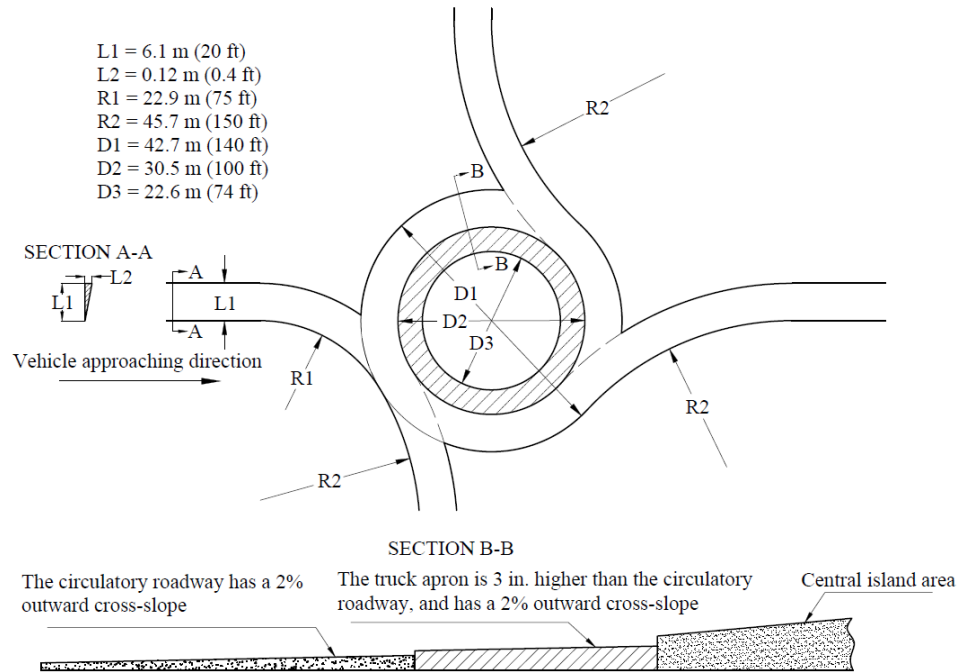 L1 = 6.1 m (20 ft)
L2 = 0.12 m (0.4 ft)
R1 = 22.9 m (75 ft)
R2 = 45.7 m (150 ft)
D1 = 42.7 m (140 ft)
D2 = 30.5 m (100 ft)
D3 = 22.6 m (74 ft)
R2
B
B
SECTION A-A
L2
L1
A
L1
A
D1
D2
D3
Vehicle approaching direction
R1
R2
R2
SECTION B-B
The circulatory roadway has a 2%
outward cross-slope
The truck apron is 3 in. higher than the circulatory
roadway, and has a 2% outward cross-slope
Central island area